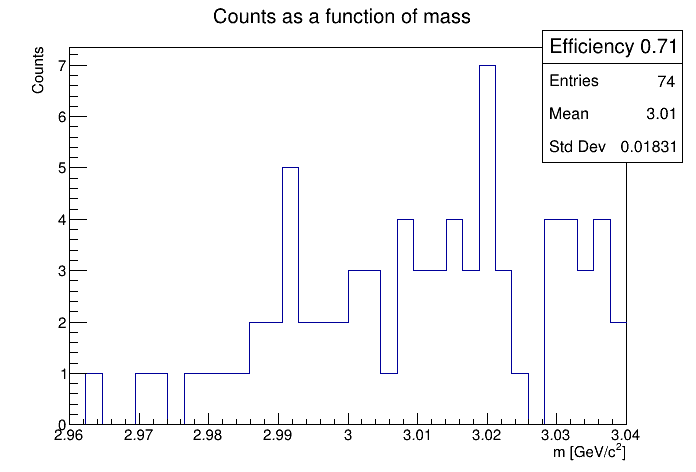 Counts as a function of mass
Efficiency 0.71
Entries 74
Mean 3.01
Std Dev 0.01831
Counts
7
6
5
4
3
2
1
0
2.96 2.97 2.98 2.99 3 3.01 3.02 3.03 3.04
m [GeV/c²]